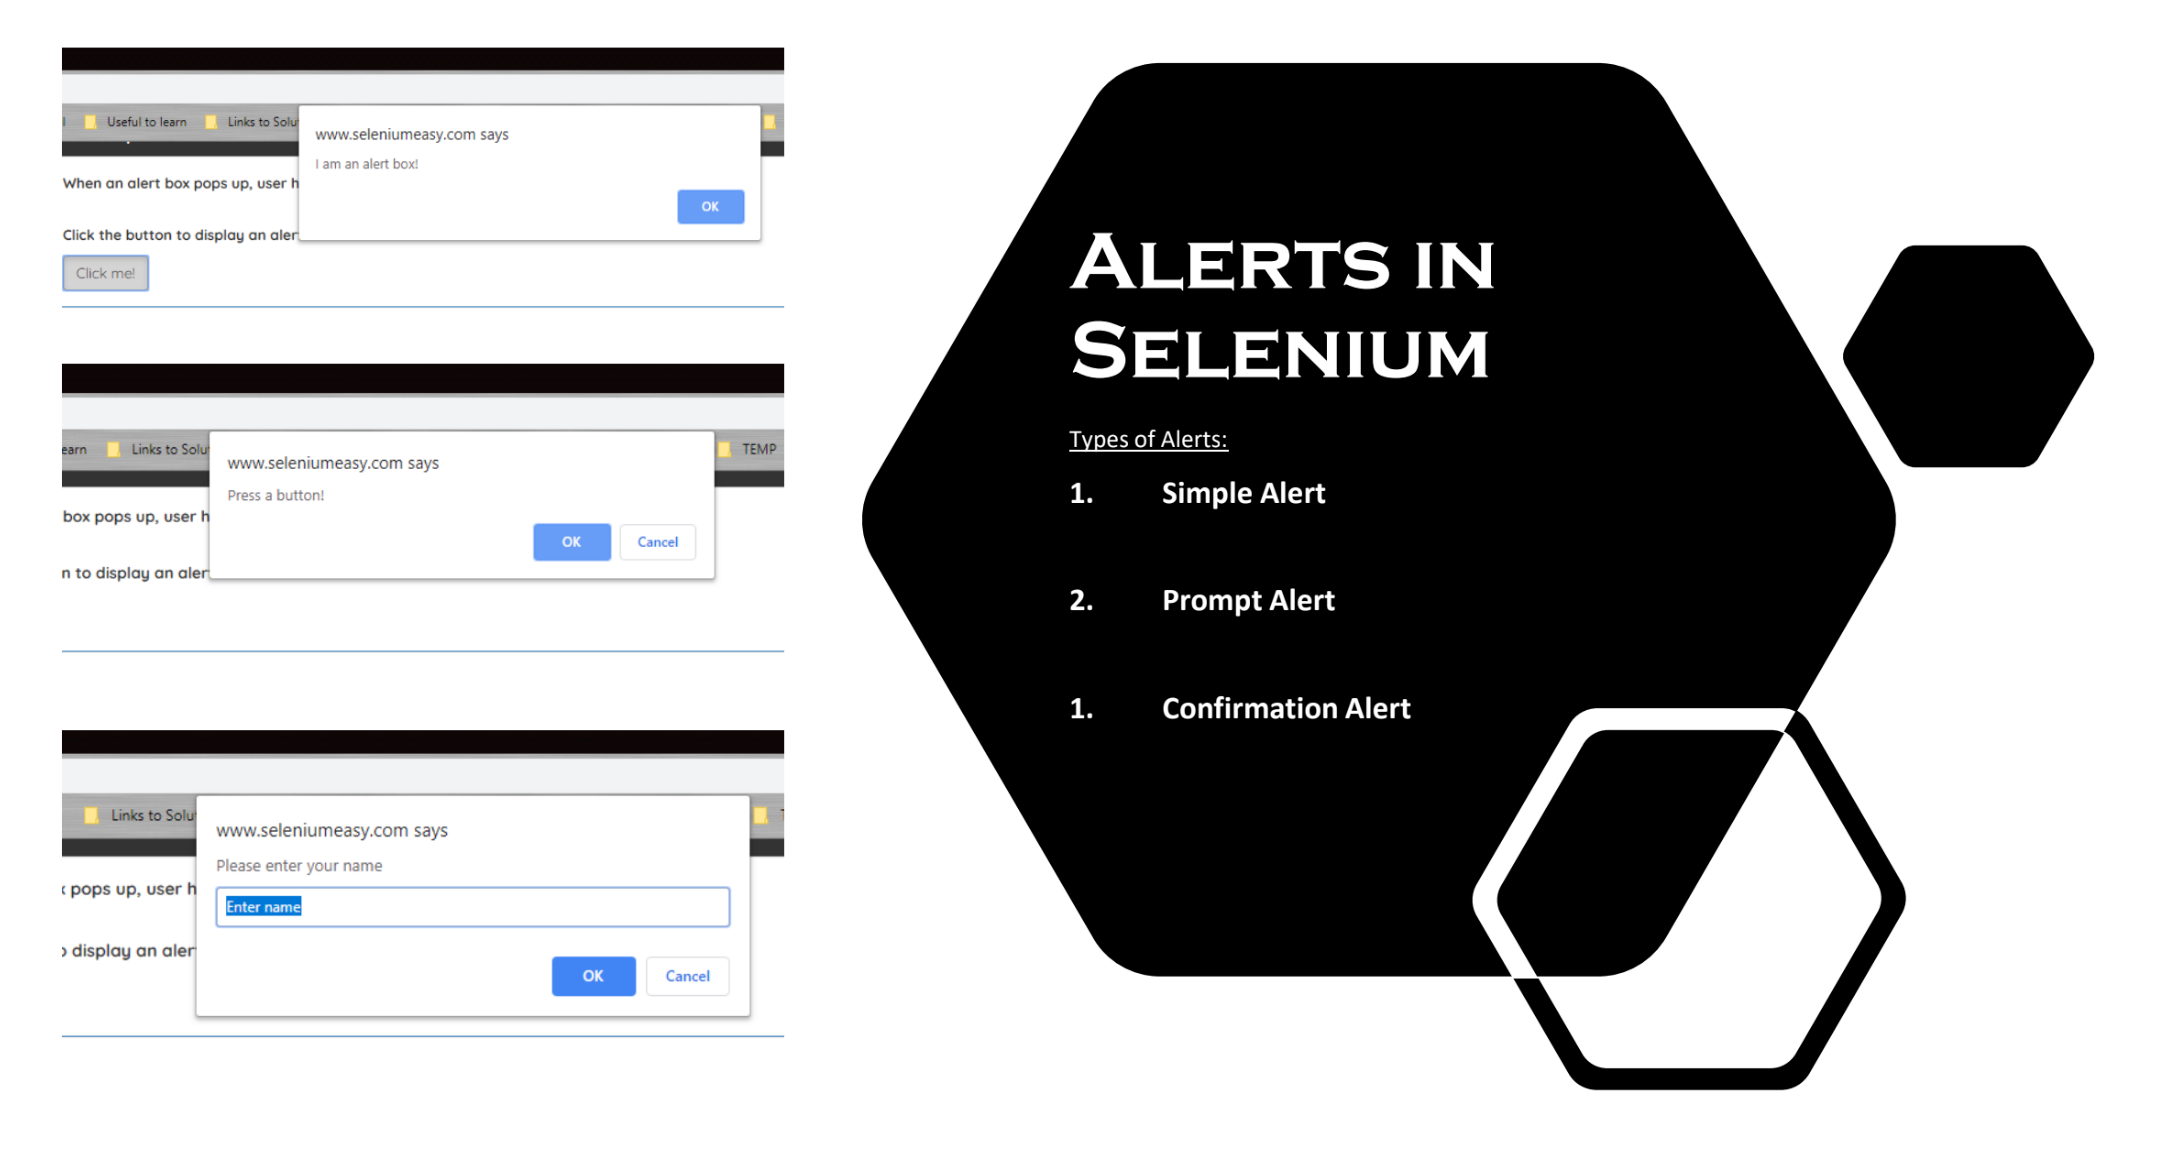 Useful to learn
Links to Solu
www.seleniumeasy.com says
I am an alert box!
When an alert box pops up, user h
OK
Click the button to display an aler
Click me!
earn
Links to Solu
TEMP
www.seleniumeasy.com says
Press a button!
box pops up, user h
OK
Cancel
n to display an aler
Links to Solu
www.seleniumeasy.com says
Please enter your name
pops up, user h
Enter name
display an aler
OK
Cancel
ALERTS IN
SELENIUM
Types of Alerts:
1. Simple Alert
2. Prompt Alert
1. Confirmation Alert